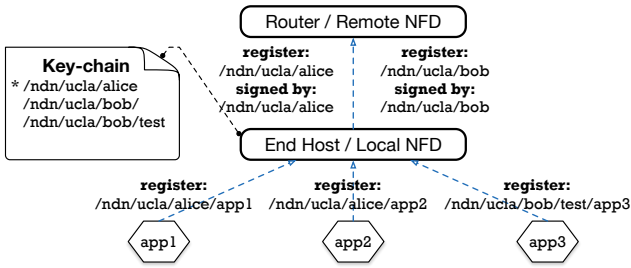 Router / Remote NFD
register: register:
/ndn/ucla/alice /ndn/ucla/bob
signed by: signed by:
/ndn/ucla/alice /ndn/ucla/bob
Key-chain
* /ndn/ucla/alice
/ndn/ucla/bob/
/ndn/ucla/bob/test
End Host / Local NFD
register: register: register:
/ndn/ucla/alice/app1 /ndn/ucla/alice/app2 /ndn/ucla/bob/test/app3
app1 app2 app3